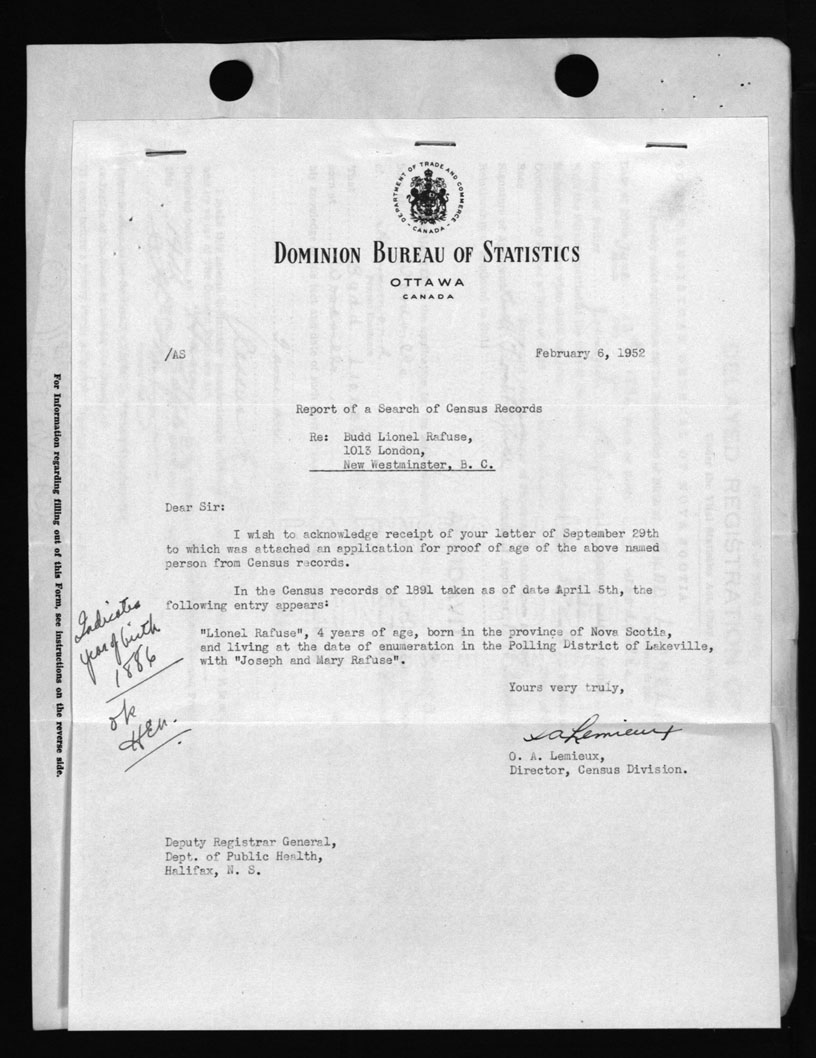 DEPARTMENT OF TRADE AND COMMERCE
CANADA
DOMINION BUREAU OF STATISTICS
OTTAWA
CANADA
/AS
February 6, 1952
Report of a Search of Census Records
Re: Budd Lionel Rafuse,
1013 London,
New Westminster, B. C.
Dear Sir:
I wish to acknowledge receipt of your letter of September 29th
to which was attached an application for proof of age of the above named
person from Census records.
In the Census records of 1891 taken as of date April 5th, the
following entry appears:
"Lionel Rafuse", 4 years of age, born in the province of Nova Scotia,
and living at the date of enumeration in the Polling District of Lakeville,
with "Joseph and Mary Rafuse".
Yours very truly,
O. A. Lemieux,
Director, Census Division.
Deputy Registrar General,
Dept. of Public Health,
Halifax, N. S.
Indicates
year of birth
1886
ok
For Information regarding filling out of this Form, see instructions on the reverse side.